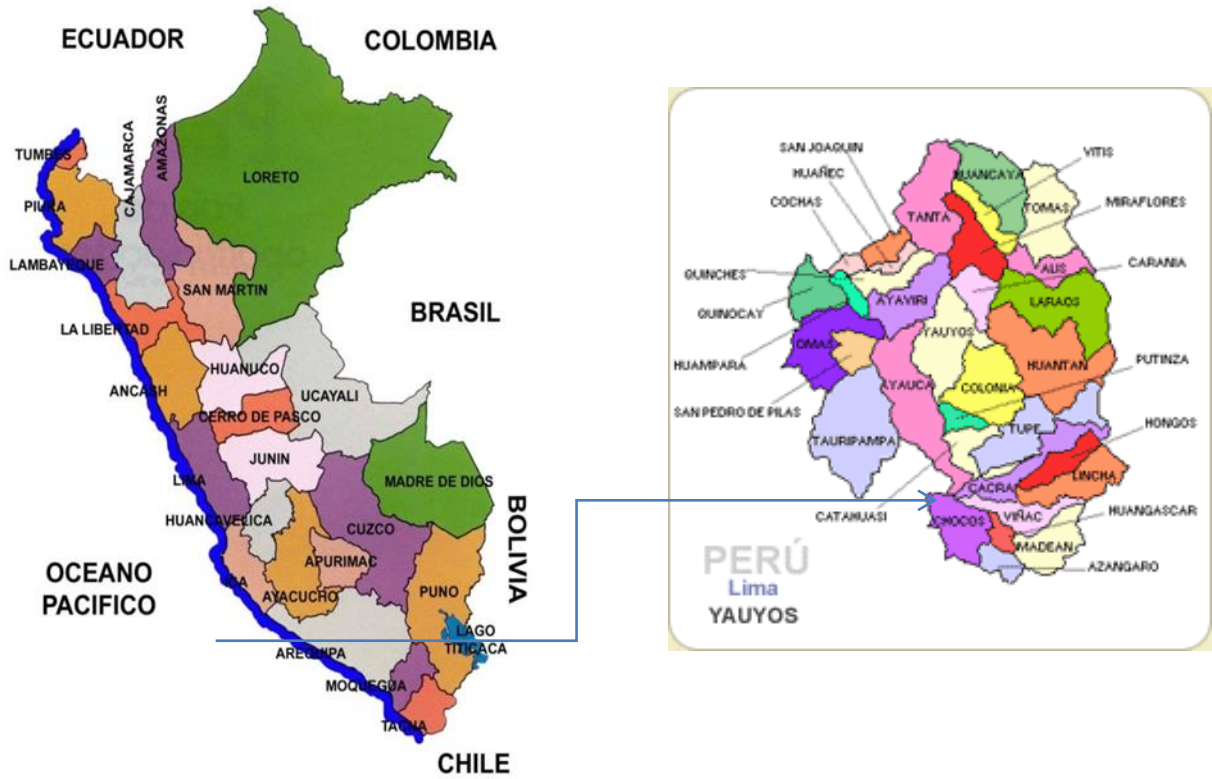 ECUADOR
COLOMBIA
CAJAMARCA
AMAZONAS
TUMBES
LORETO
PIURA
LAMBAYEQUE
SAN MARTIN
BRASIL
LA LIBERTAD
HUANUCO
ANCASH
UCAYALI
CERRO DE PASCO
JUNIN
LIMA
MADRE DE DIOS
HUANCAVELICA
CUZCO
BOLIVIA
OCEANO
PACIFICO
ICA
APURIMAC
AYACUCHO
PUNO
LAGO
TITICACA
AREQUIPA
MOQUEGUA
TACNA
CHILE
SAN JOAQUIN
HUAÑEC
COCHAS
HUANCAYA
VITIS
TANTA
TOMAS
MIRAFLORES
QUINCHES
ALIS
CARANIA
QUINOCAY
AYAVIRI
LARAOS
YAUYOS
OMAS
HUAMPARA
HUANTAN
PUTINZA
AYAUCA
COLONIA
SAN PEDRO DE PILAS
TAURIPAMPA
TUPE
HONGOS
CACRA
LINCHA
CATAHUASI
CHOCOS
VIÑAC
HUANGASCAR
MADEAN
AZANGARO
PERÚ
Lima
YAUYOS